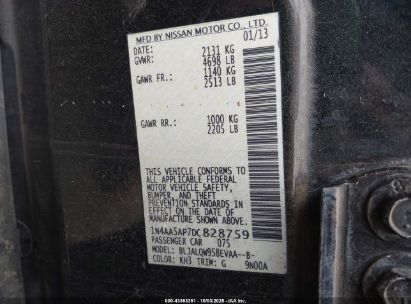 MFD BY NISSAN MOTOR CO., LTD.
01/13
DATE: 2131 KG
GVWR: 4698 LB
1140 KG
GAWR FR.: 2513 LB
1000 KG
GAWR RR.: 2205 LB
THIS VEHICLE CONFORMS TO
ALL APPLICABLE FEDERAL
MOTOR VEHICLE SAFETY,
BUMPER, AND THEFT
PREVENTION STANDARDS IN
EFFECT ON THE DATE OF
MANUFACTURE SHOWN ABOVE.
1N4AA5AP7DC828759
PASSENGER CAR 075
MODEL: BLJALQW958EVAA--B-
COLOR: KH3 TRIM: G 9N00A